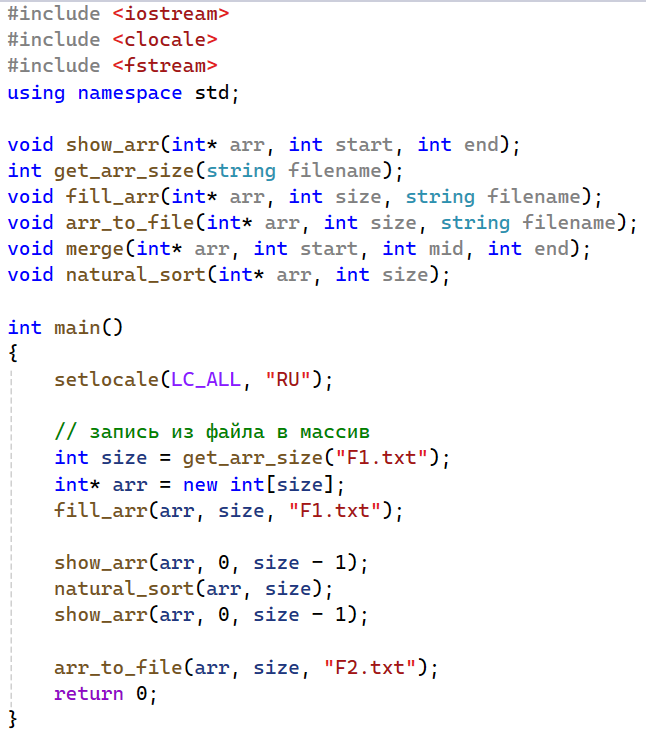 #include <iostream>
#include <clocale>
#include <fstream>
using namespace std;

void show_arr(int* arr, int start, int end);
int get_arr_size(string filename);
void fill_arr(int* arr, int size, string filename);
void arr_to_file(int* arr, int size, string filename);
void merge(int* arr, int start, int mid, int end);
void natural_sort(int* arr, int size);

int main()
{
    setlocale(LC_ALL, "RU");

    // запись из файла в массив
    int size = get_arr_size("F1.txt");
    int* arr = new int[size];
    fill_arr(arr, size, "F1.txt");

    show_arr(arr, 0, size - 1);
    natural_sort(arr, size);
    show_arr(arr, 0, size - 1);

    arr_to_file(arr, size, "F2.txt");
    return 0;
}